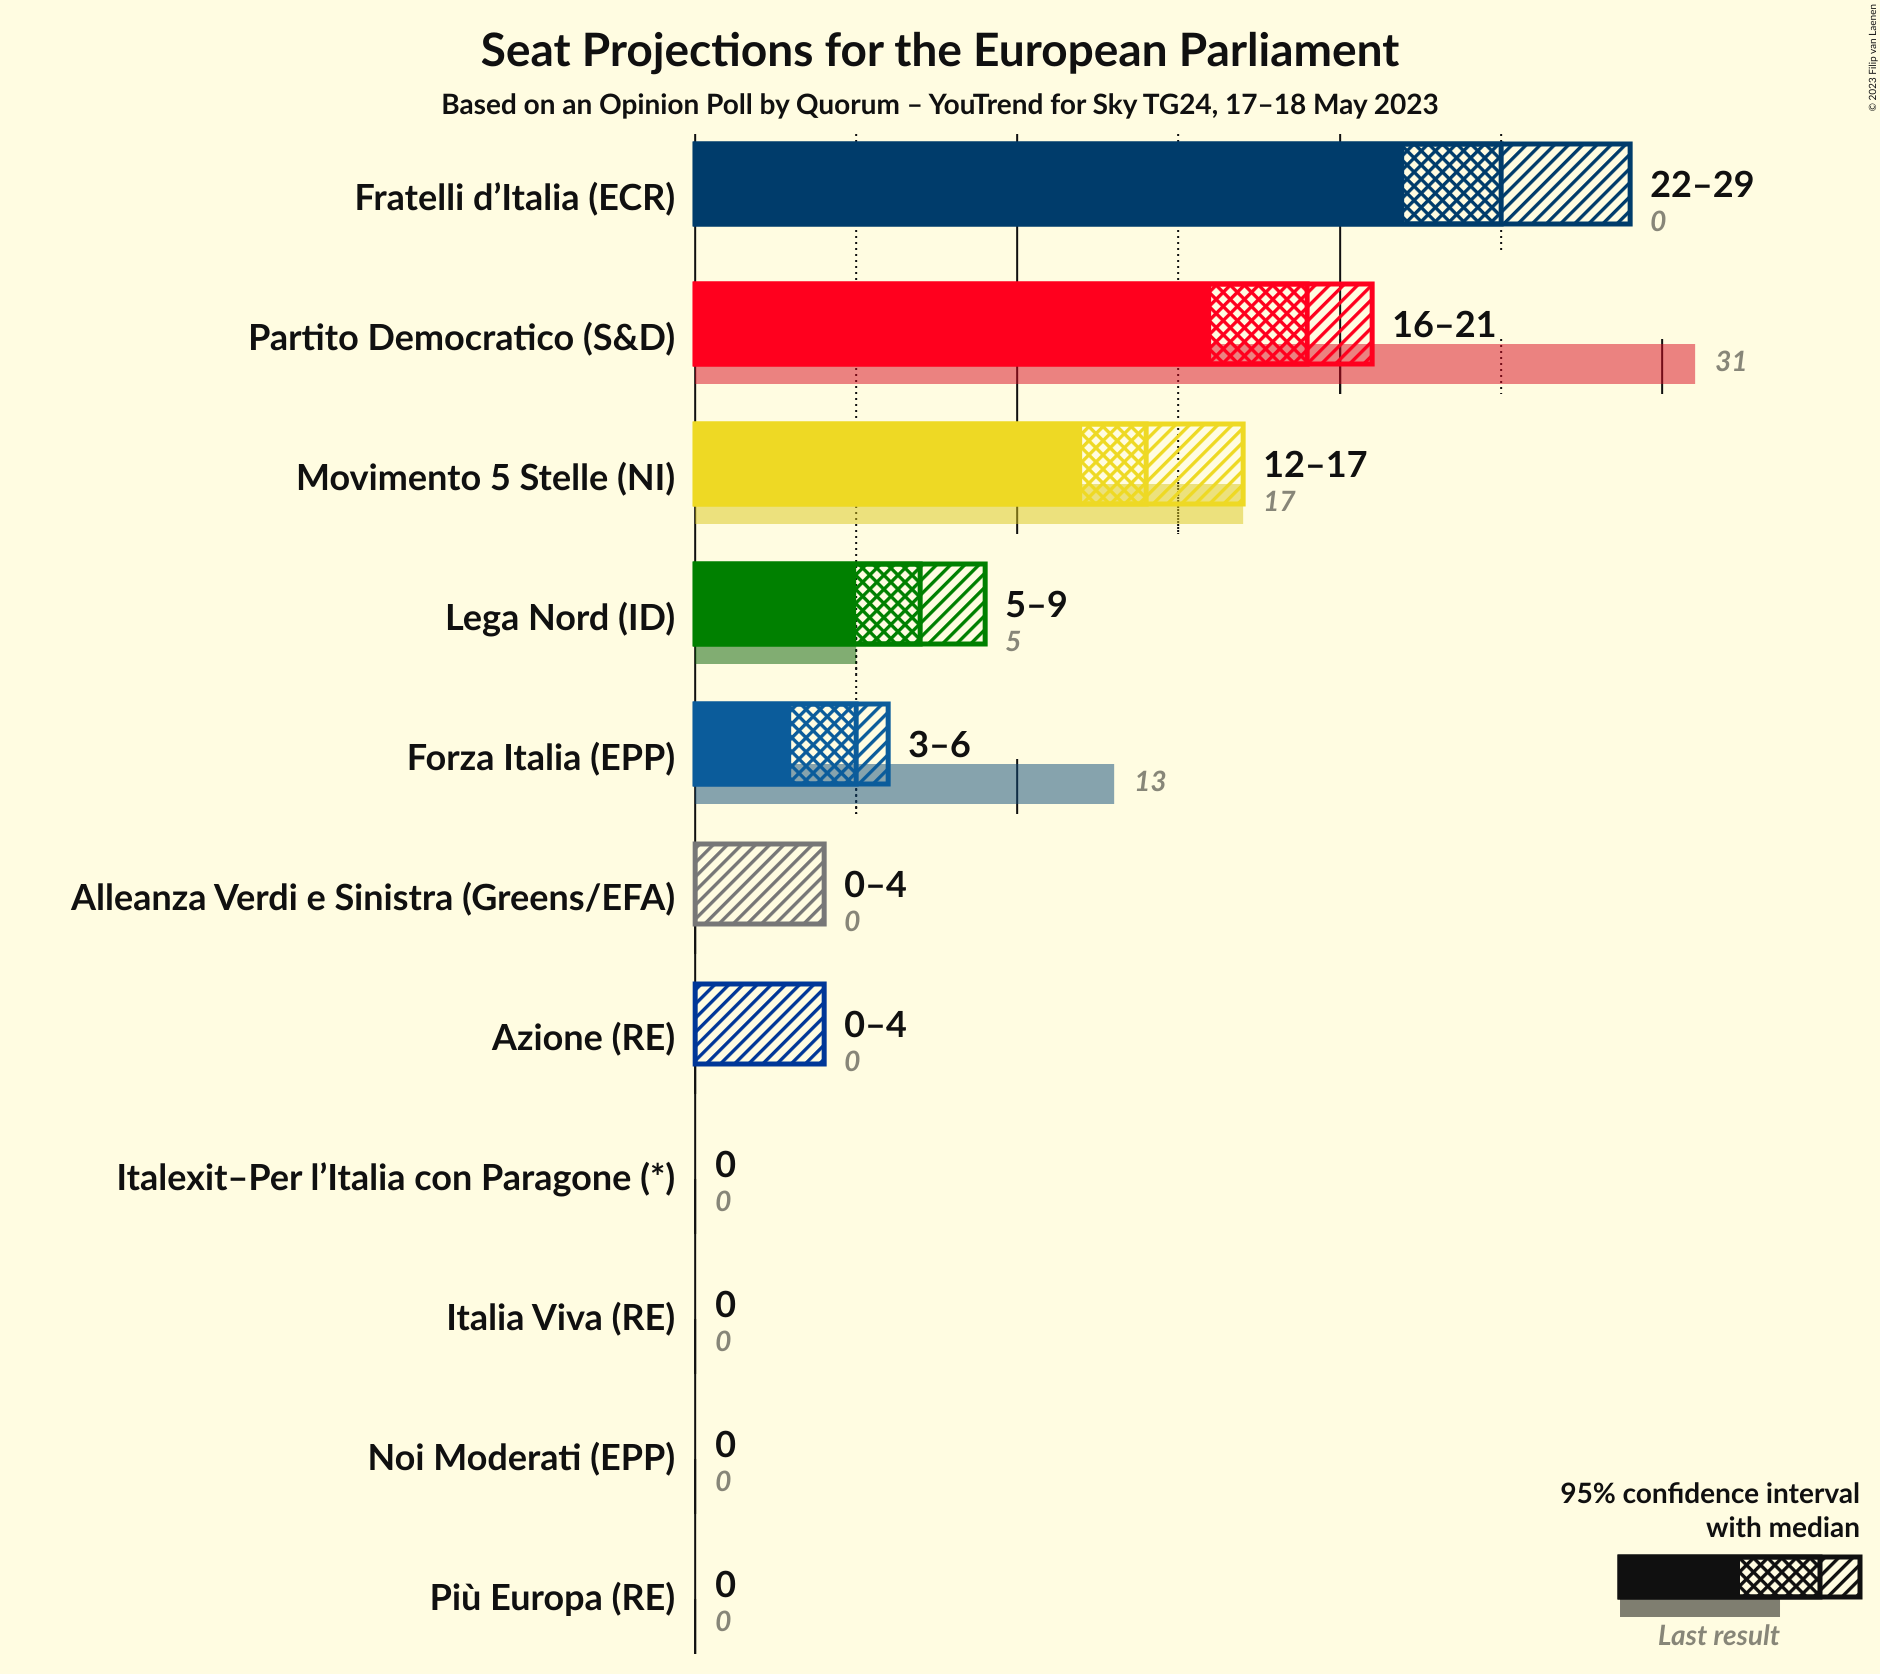 Seat Projections for the European Parliament
Based on an Opinion Poll by Quorum – YouTrend for Sky TG24, 17–18 May 2023
© 2023 Filip van Laenen
Fratelli d’Italia (ECR)
22–29
0
Partito Democratico (S&D)
16–21
31
Movimento 5 Stelle (NI)
12–17
17
Lega Nord (ID)
5–9
5
Forza Italia (EPP)
3–6
13
Alleanza Verdi e Sinistra (Greens/EFA)
0–4
0
Azione (RE)
0–4
0
Italexit–Per l’Italia con Paragone (*)
0
0
Italia Viva (RE)
0
0
Noi Moderati (EPP)
0
0
Più Europa (RE)
0
0
95% confidence interval
with median
Last result